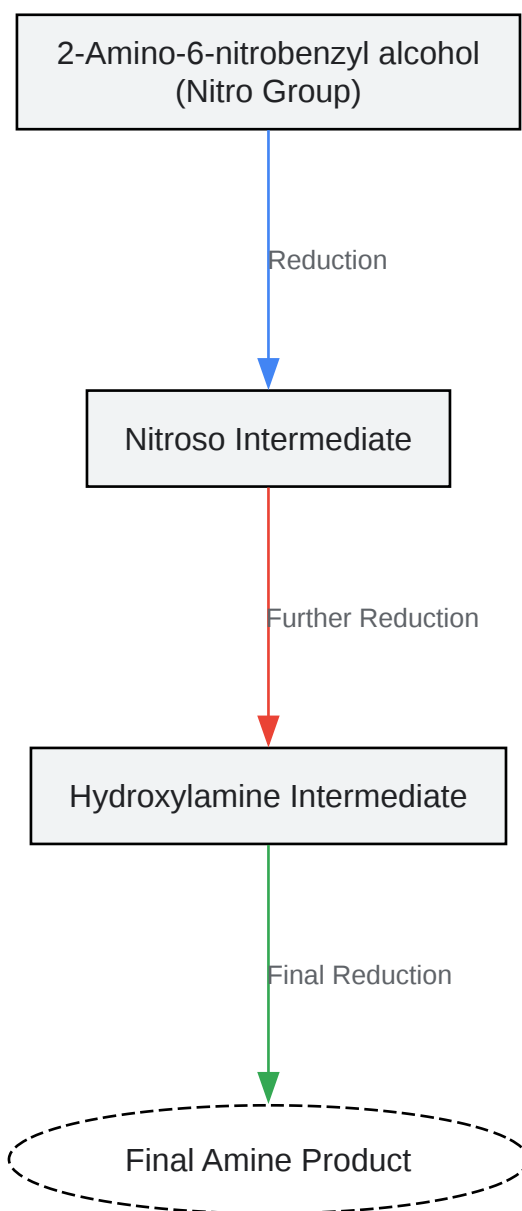 2-Amino-6-nitrobenzyl alcohol
(Nitro Group)
Reduction
Nitroso Intermediate
Further Reduction
Hydroxylamine Intermediate
Final Reduction
Final Amine Product